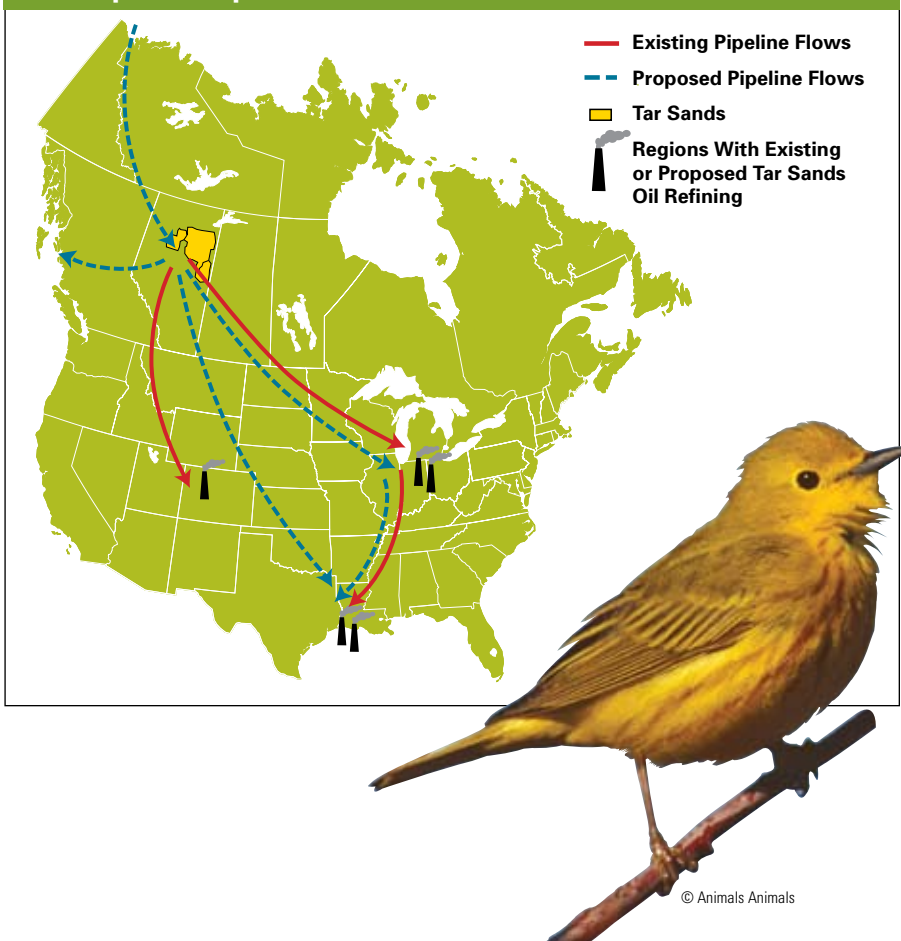 Existing Pipeline Flows
Proposed Pipeline Flows
Tar Sands
Regions With Existing
or Proposed Tar Sands
Oil Refining
© Animals Animals